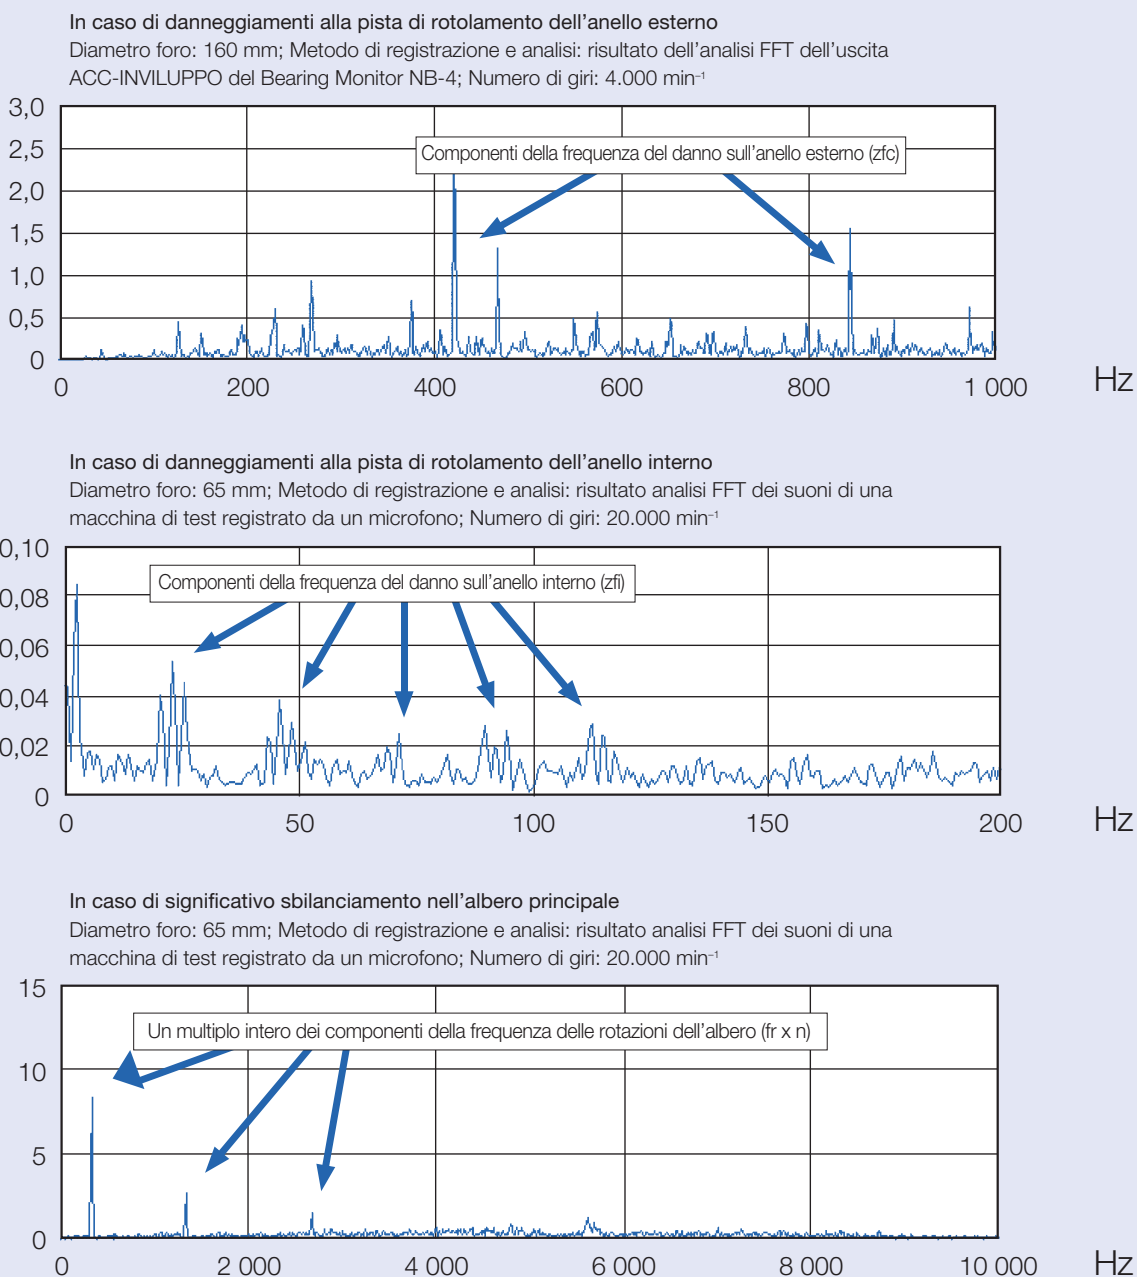 In caso di danneggiamenti alla pista di rotolamento dell'anello esterno
Diametro foro: 160 mm; Metodo di registrazione e analisi: risultato dell'analisi FFT dell'uscita
ACC-INVILUPPO del Bearing Monitor NB-4; Numero di giri: 4.000 min⁻¹
3,0
2,5
2,0
1,5
1,0
0,5
0
Componenti della frequenza del danno sull'anello esterno (zfc)
0 200 400 600 800 1 000 Hz
In caso di danneggiamenti alla pista di rotolamento dell'anello interno
Diametro foro: 65 mm; Metodo di registrazione e analisi: risultato analisi FFT dei suoni di una
macchina di test registrato da un microfono; Numero di giri: 20.000 min⁻¹
0,10
0,08
0,06
0,04
0,02
0
Componenti della frequenza del danno sull'anello interno (zfi)
0 50 100 150 200 Hz
In caso di significativo sbilanciamento nell'albero principale
Diametro foro: 65 mm; Metodo di registrazione e analisi: risultato analisi FFT dei suoni di una
macchina di test registrato da un microfono; Numero di giri: 20.000 min⁻¹
15
10
5
0
Un multiplo intero dei componenti della frequenza delle rotazioni dell'albero (fr x n)
0 2 000 4 000 6 000 8 000 10 000 Hz